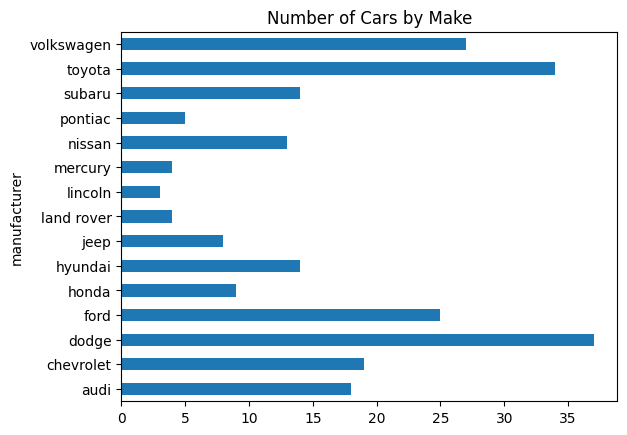 Number of Cars by Make
manufacturer
volkswagen
toyota
subaru
pontiac
nissan
mercury
lincoln
land rover
jeep
hyundai
honda
ford
dodge
chevrolet
audi
0 5 10 15 20 25 30 35